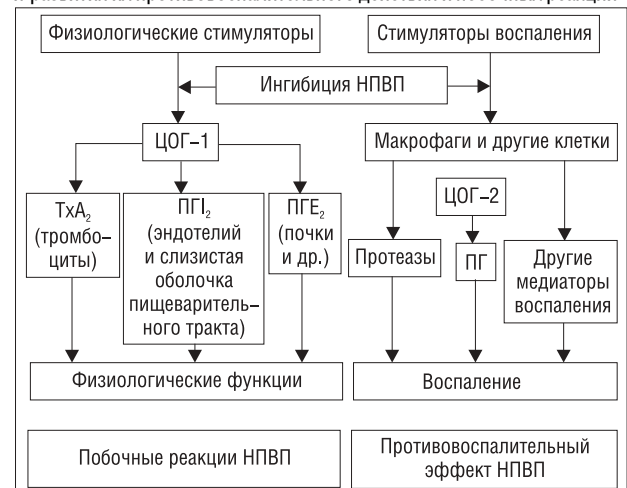 Физиологические стимуляторы
Стимуляторы воспаления
Ингибиция НПВП
ЦОГ–1
Макрофаги и другие клетки
TxA2
(тромбо–
циты)
ПГI2
(эндотелий
и слизистая
оболочка
пищеваритель–
ного тракта)
ПГЕ2
(почки
и др.)
ЦОГ–2
Протеазы
ПГ
Другие
медиаторы
воспаления
Физиологические функции
Воспаление
Побочные реакции НПВП
Противовоспалительный
эффект НПВП